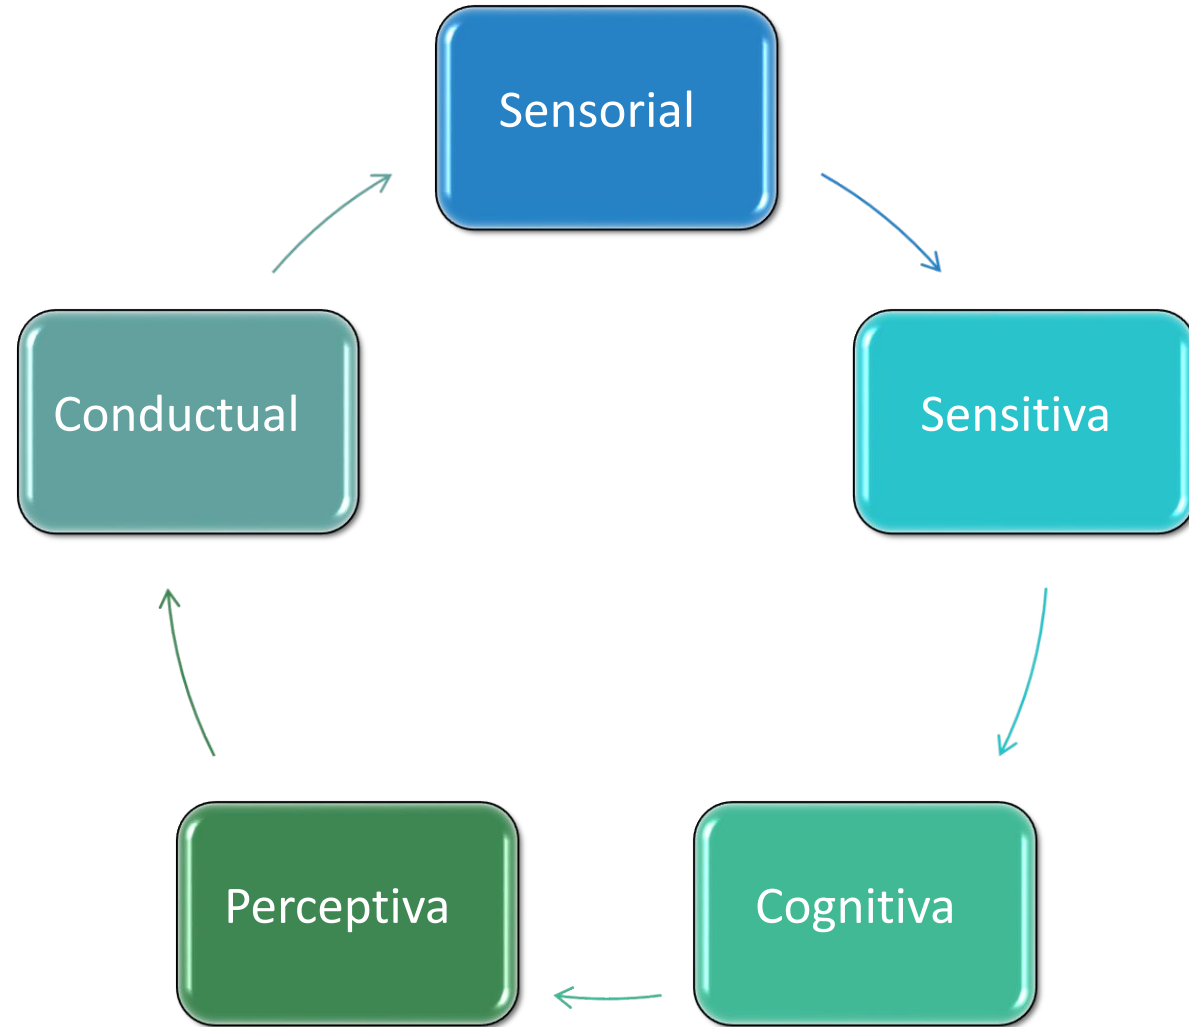 Sensorial
Sensitiva
Cognitiva
Perceptiva
Conductual